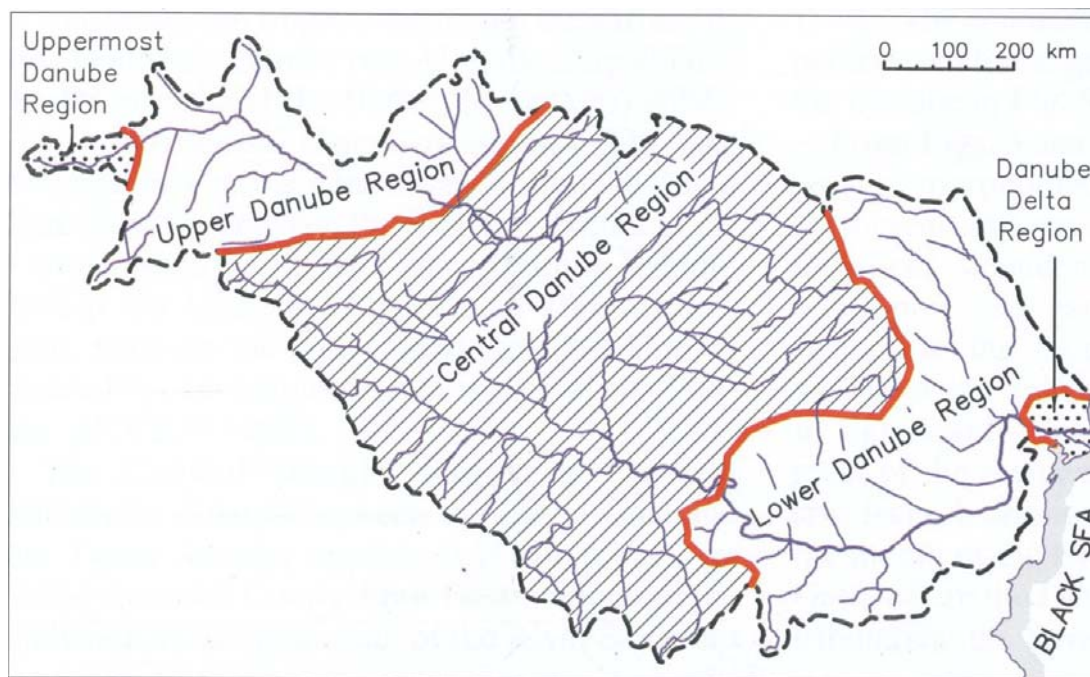 Uppermost
Danube
Region
0 100 200 km
Upper Danube Region
Central Danube Region
Danube
Delta
Region
Lower Danube Region
BLACK SEA